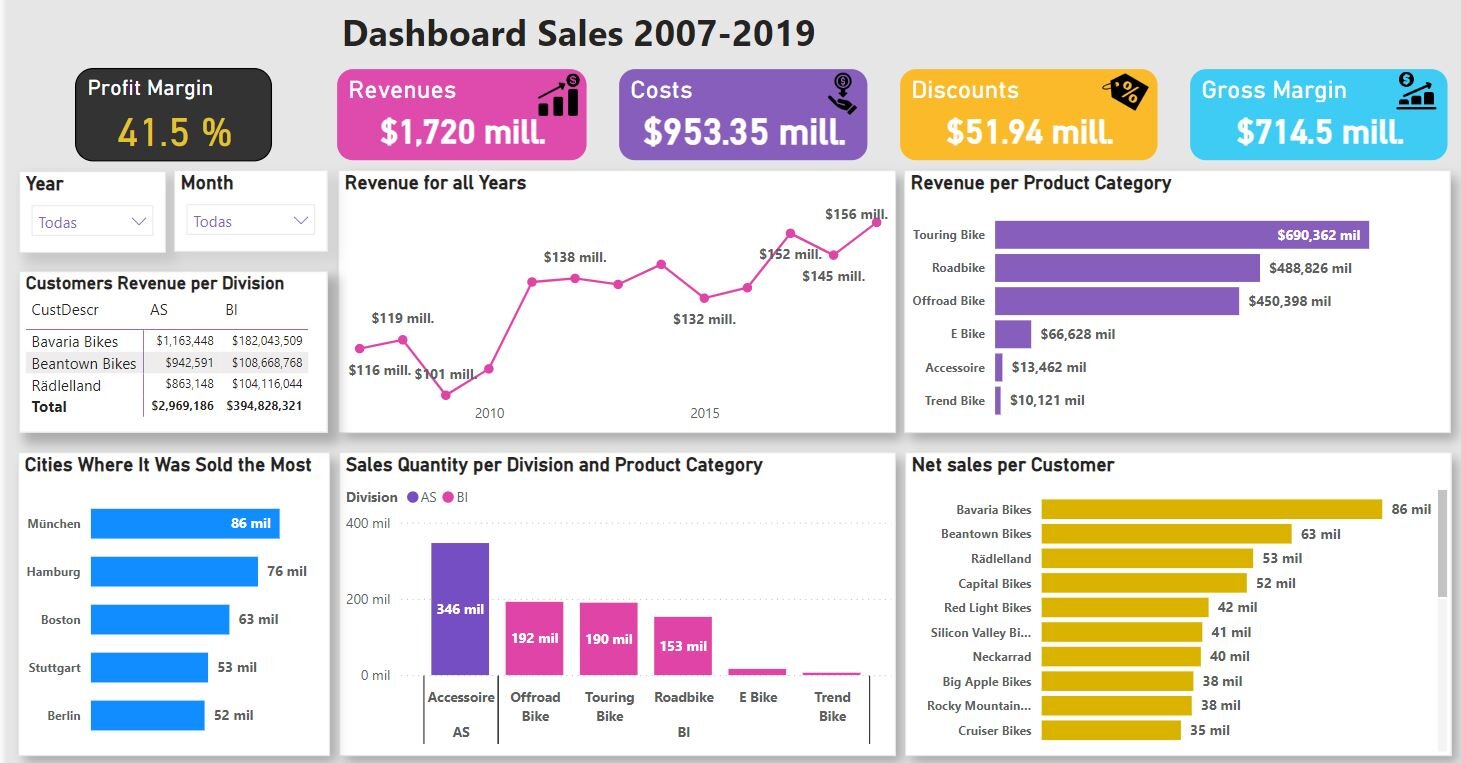 Dashboard Sales 2007-2019
Profit Margin
41.5 %
Revenues
$1,720 mill.
Costs
$953.35 mill.
Discounts
$51.94 mill.
Gross Margin
$714.5 mill.
Year
Todas
Month
Todas
Customers Revenue per Division
CustDescr AS BI
Bavaria Bikes $1,163,448 $182,043,509
Beantown Bikes $942,591 $108,668,768
Rädlelland $863,148 $104,116,044
Total $2,969,186 $394,828,321
Revenue for all Years
$116 mill.
$119 mill.
$101 mill.
$138 mill.
$132 mill.
$152 mill.
$145 mill.
$156 mill.
2010 2015
Revenue per Product Category
Touring Bike $690,362 mil
Roadbike $488,826 mil
Offroad Bike $450,398 mil
E Bike $66,628 mil
Accessoire $13,462 mil
Trend Bike $10,121 mil
Cities Where It Was Sold the Most
München 86 mil
Hamburg 76 mil
Boston 63 mil
Stuttgart 53 mil
Berlin 52 mil
Sales Quantity per Division and Product Category
Division AS BI
400 mil
200 mil
0 mil
346 mil
192 mil
190 mil
153 mil
Accessoire
Offroad
Bike
Touring
Bike
Roadbike
E Bike
Trend
Bike
AS
BI
Net sales per Customer
Bavaria Bikes 86 mil
Beantown Bikes 63 mil
Rädlelland 53 mil
Capital Bikes 52 mil
Red Light Bikes 42 mil
Silicon Valley Bi... 41 mil
Neckarrad 40 mil
Big Apple Bikes 38 mil
Rocky Mountain... 38 mil
Cruiser Bikes 35 mil